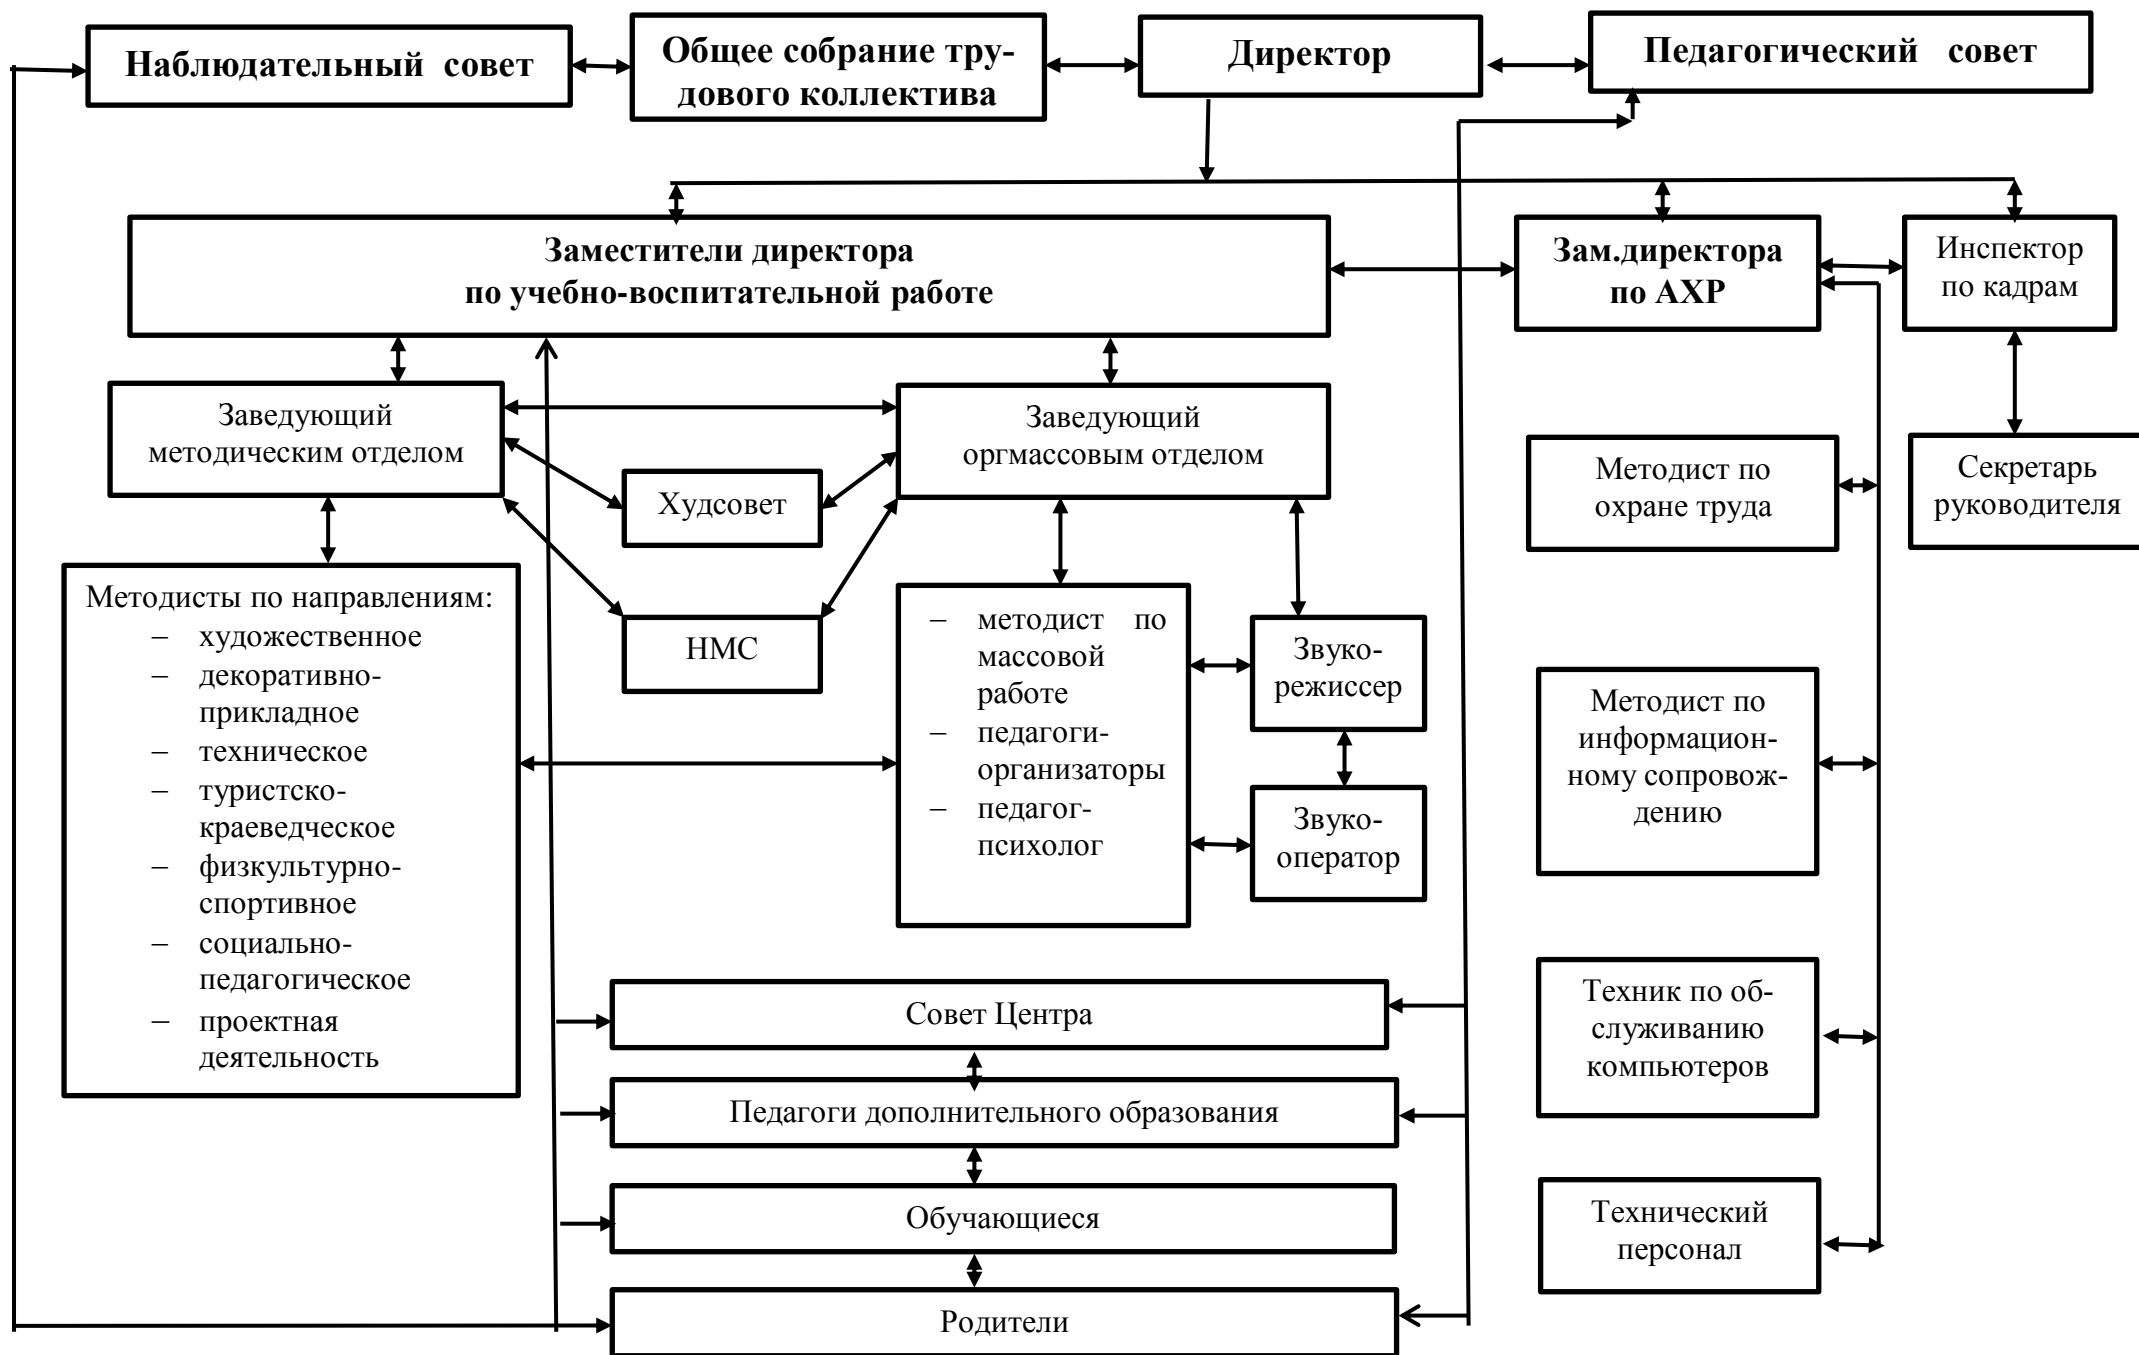 Наблюдательный совет
Общее собрание тру-
дового коллектива
Директор
Педагогический совет
Заместители директора
по учебно-воспитательной работе
Зам.директора
по АХР
Инспектор
по кадрам
Заведующий
методическим отделом
Заведующий
оргмассовым отделом
Худсовет
НМС
Методист по
охране труда
Секретарь
руководителя
Методисты по направлениям:
– художественное
– декоративно-
прикладное
– техническое
– туристско-
краеведческое
– физкультурно-
спортивное
– социально-
педагогическое
– проектная
деятельность
– методист по
массовой
работе
– педагоги-
организаторы
– педагог-
психолог
Звуко-
режиссер
Звуко-
оператор
Методист по
информацион-
ному сопровож-
дению
Совет Центра
Педагоги дополнительного образования
Обучающиеся
Родители
Техник по об-
служиванию
компьютеров
Технический
персонал